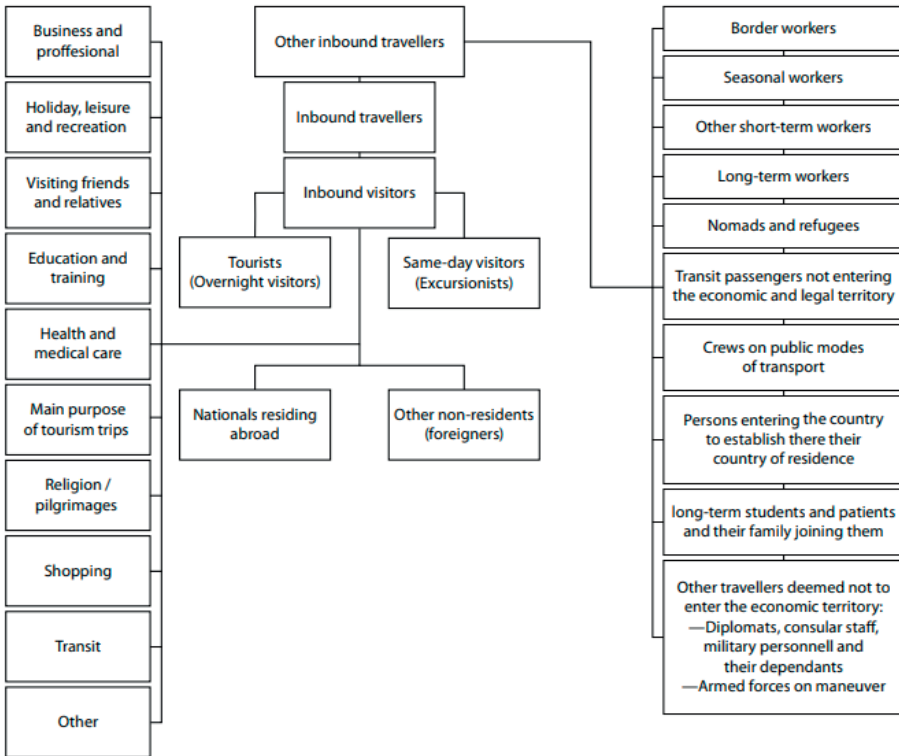 Business and
proffesional
Holiday, leisure
and recreation
Visiting friends
and relatives
Education and
training
Health and
medical care
Main purpose
of tourism trips
Religion /
pilgrimages
Shopping
Transit
Other
Other inbound travellers
Inbound travellers
Inbound visitors
Tourists
(Overnight visitors)
Same-day visitors
(Excursionists)
Nationals residing
abroad
Other non-residents
(foreigners)
Border workers
Seasonal workers
Other short-term workers
Long-term workers
Nomads and refugees
Transit passengers not entering
the economic and legal territory
Crews on public modes
of transport
Persons entering the country
to establish there their
country of residence
long-term students and patients
and their family joining them
Other travellers deemed not to
enter the economic territory:
—Diplomats, consular staff,
military personnell and
their dependants
—Armed forces on maneuver